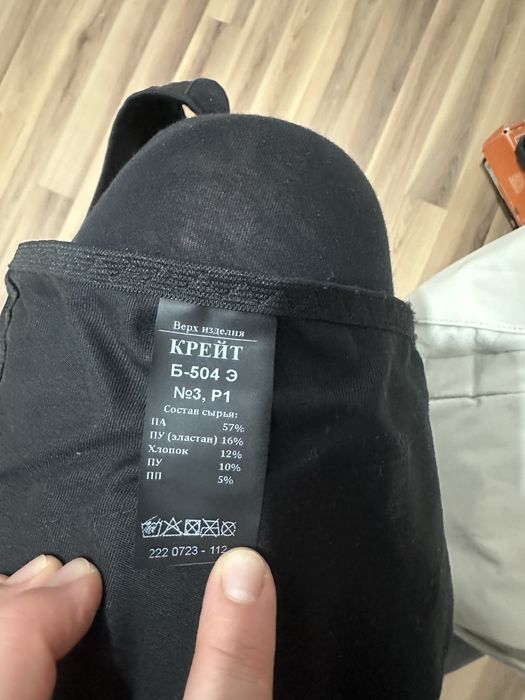 Верх изделия
КРЕЙТ
Б-504 Э
№3, Р1
Состав сырья:
ПА 57%
ПУ (эластан) 16%
Хлопок 12%
ПУ 10%
ПП 5%
222 0723 - 112